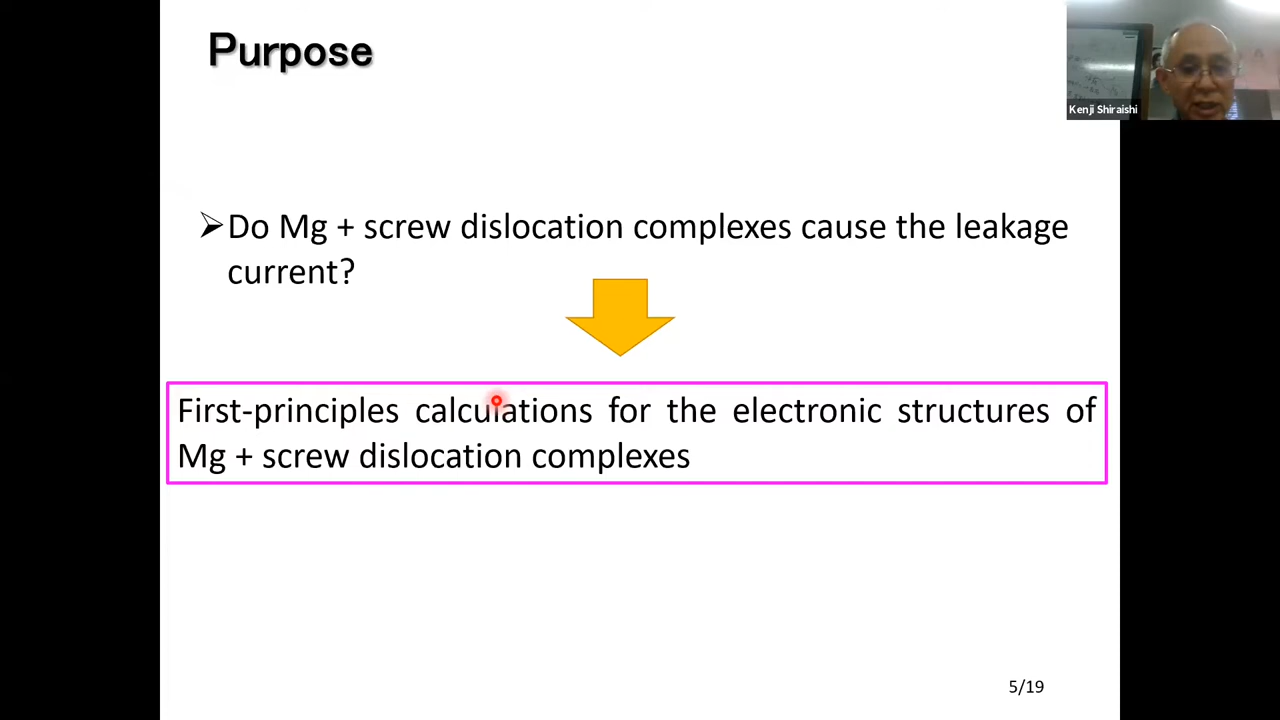 Purpose
Kenji Shiraishi
➢Do Mg + screw dislocation complexes cause the leakage
current?
First-principles calculations for the electronic structures of
Mg + screw dislocation complexes
5/19